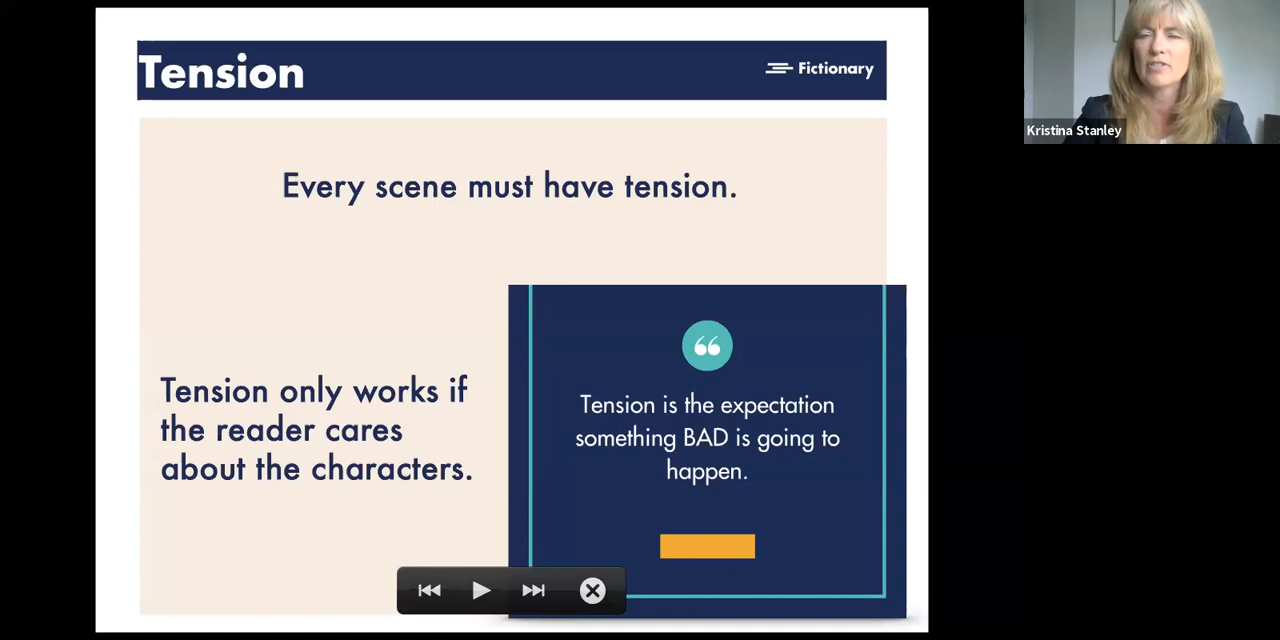 Tension
Fictionary
Kristina Stanley
Every scene must have tension.
Tension only works if
the reader cares
about the characters.
Tension is the expectation
something BAD is going to
happen.